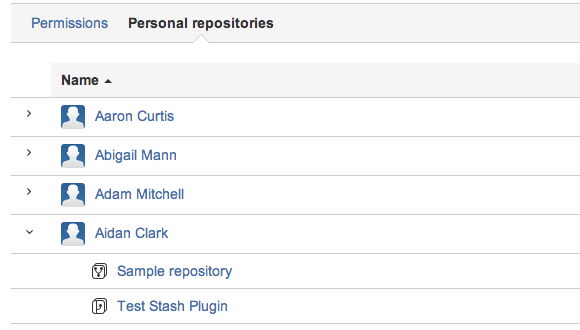 Permissions Personal repositories
Name
Aaron Curtis
Abigail Mann
Adam Mitchell
Aidan Clark
Sample repository
Test Stash Plugin